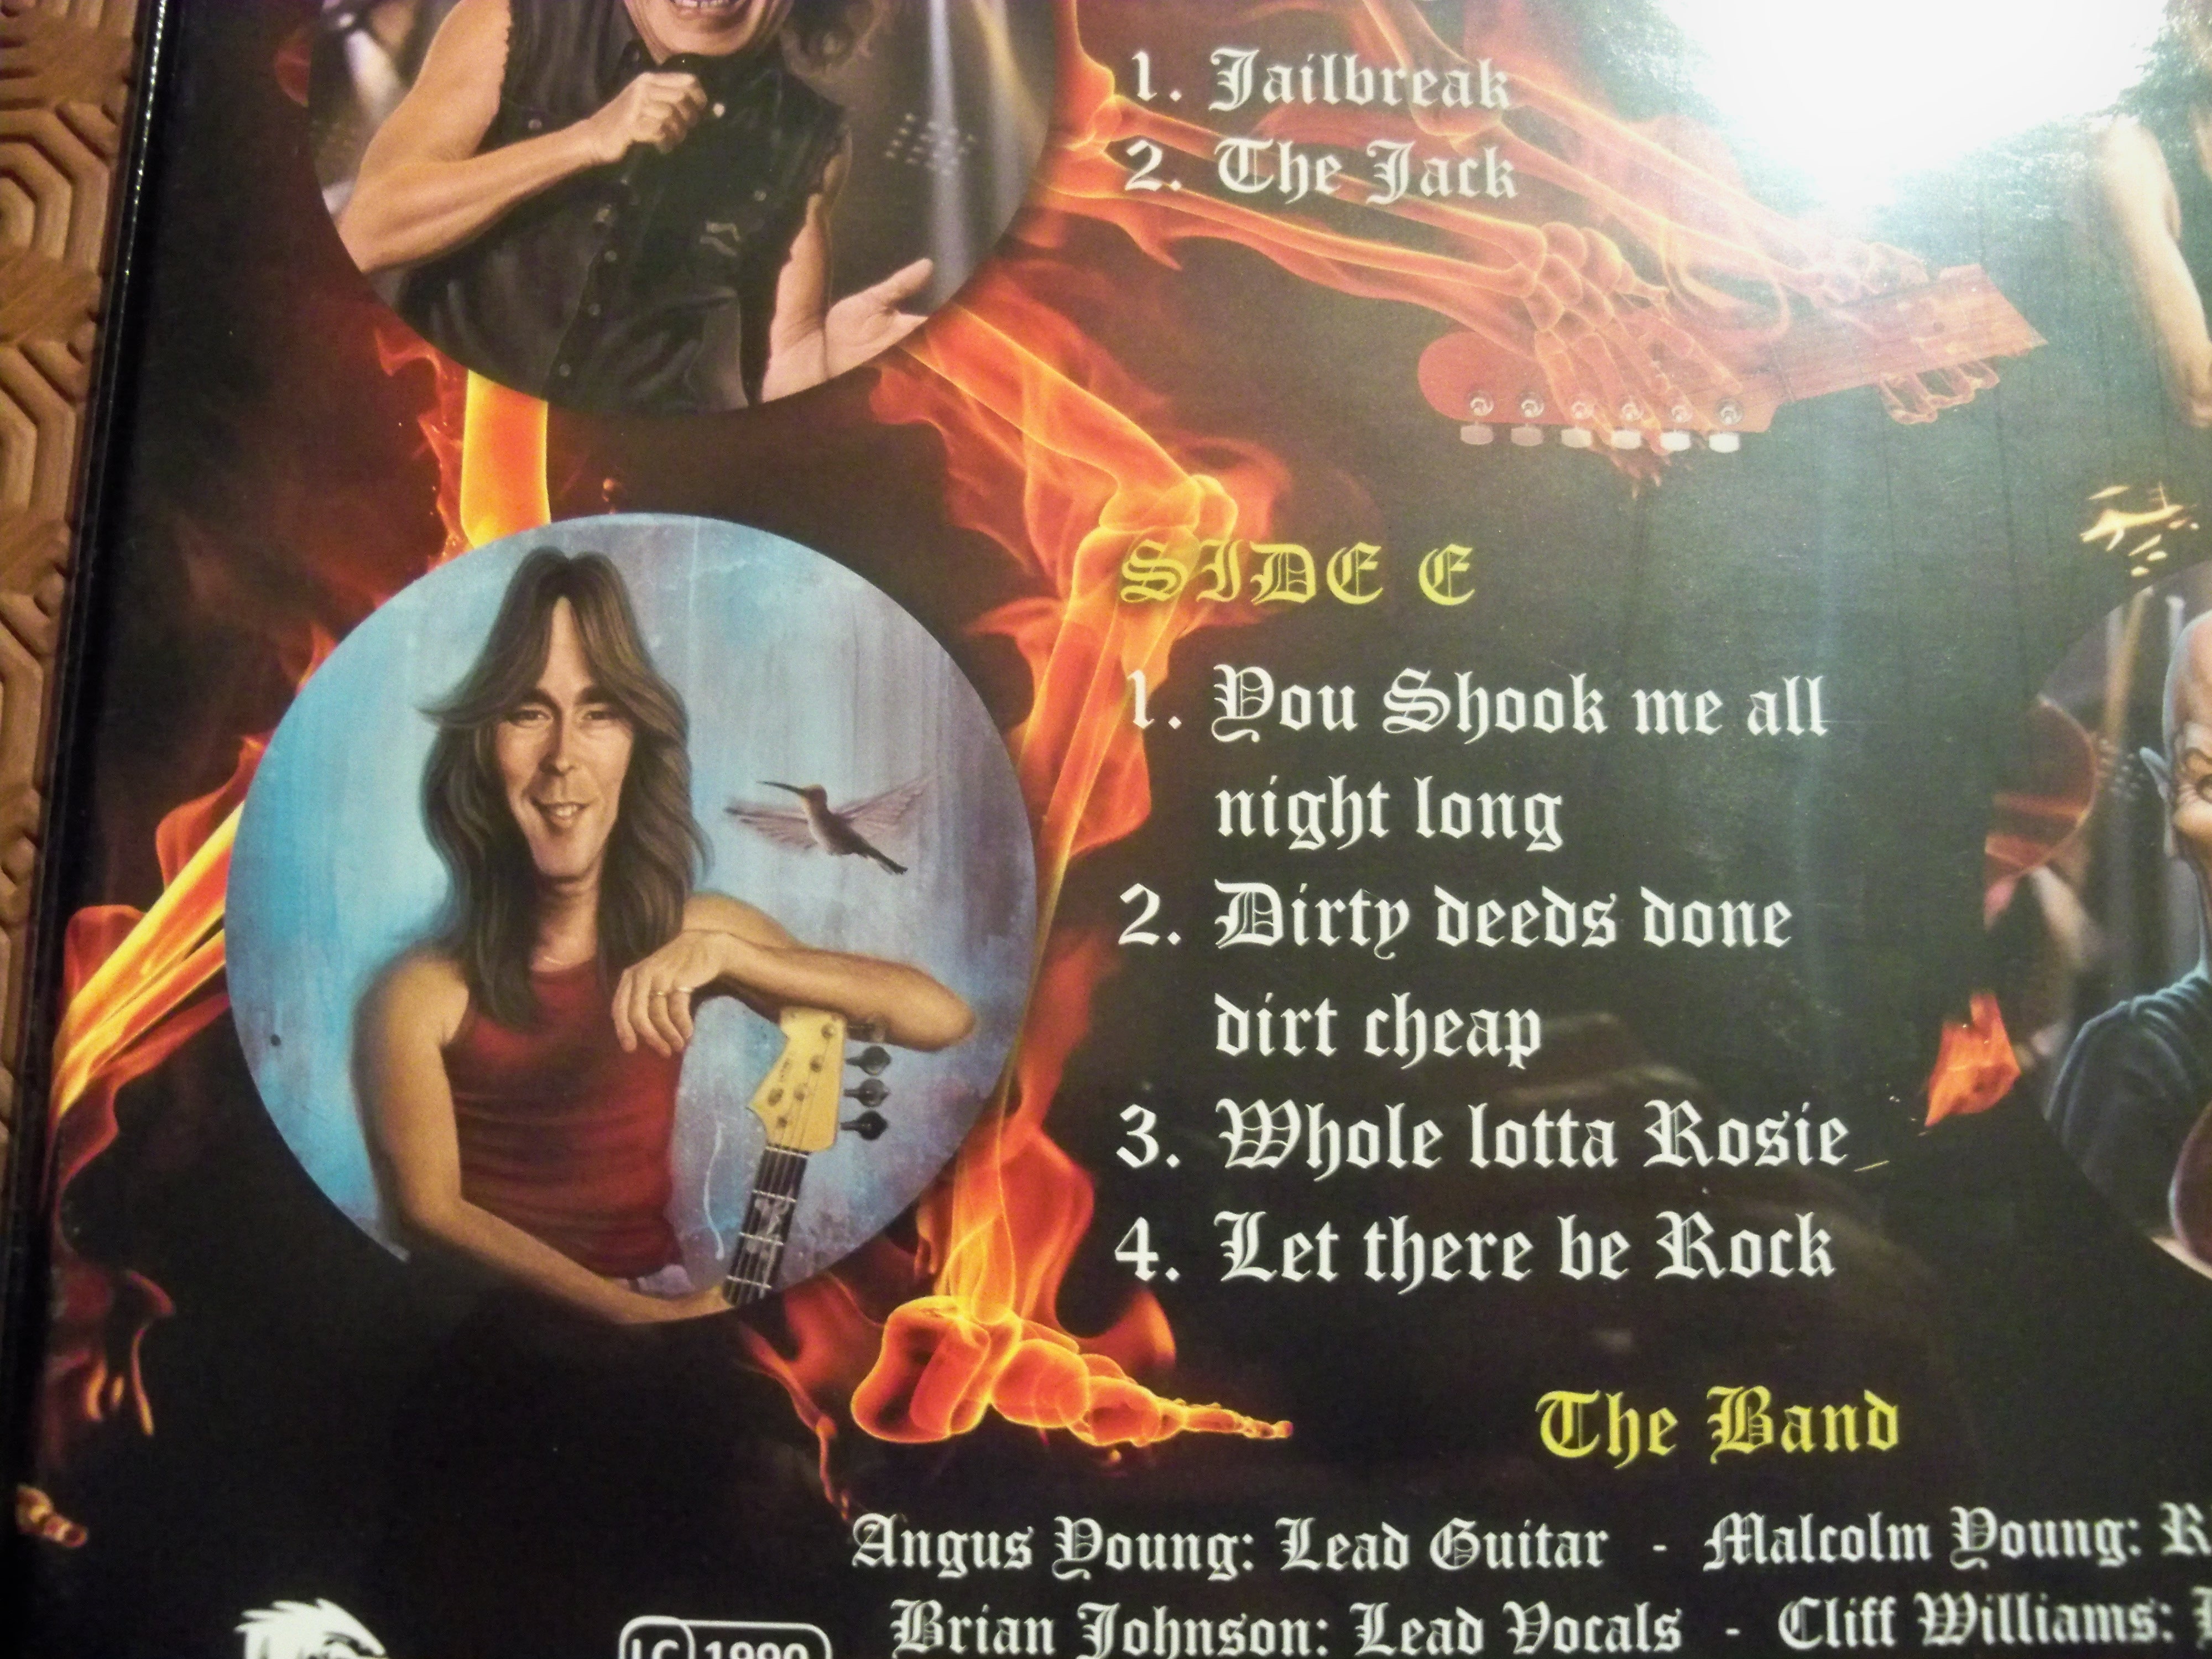 1. Jailbreak
2. The Jack
SIDE E
1. You Shook me all
night long
2. Dirty deeds done
dirt cheap
3. Whole lotta Rosie
4. Let there be Rock
The Band
Angus Young: Lead Guitar - Malcolm Young: R
Brian Johnson: Lead Vocals - Cliff Williams:
LC 1990